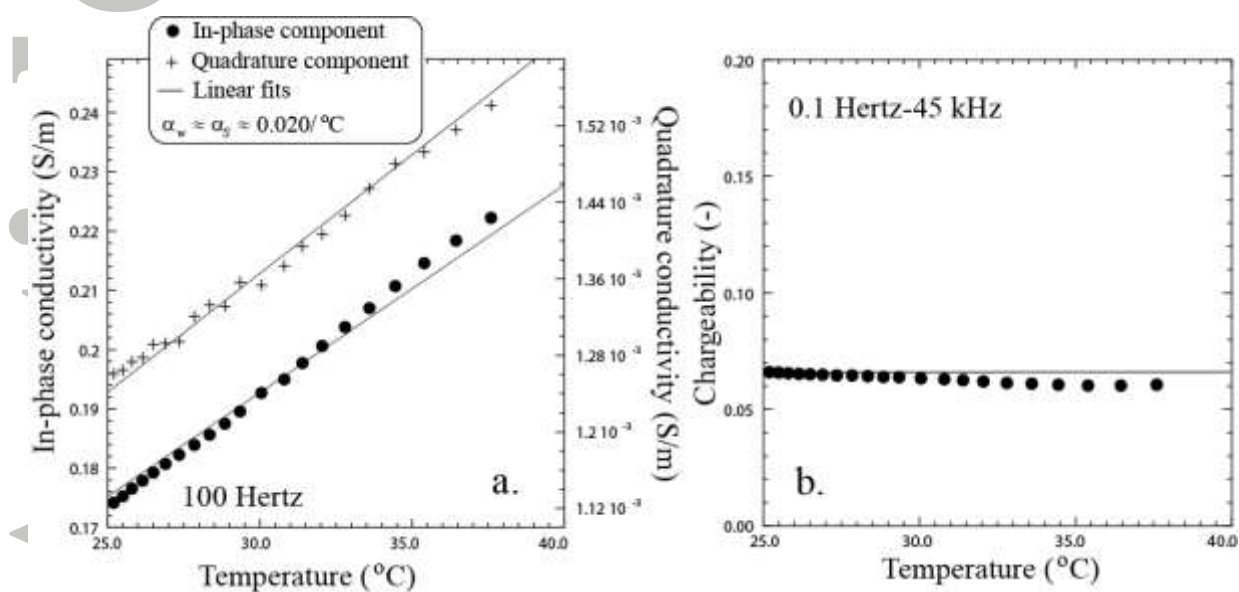 In-phase component
Quadrature component
Linear fits
α_w ≈ α_S ≈ 0.020/°C
In-phase conductivity (S/m)
0.24
0.23
0.22
0.21
0.2
0.19
0.18
0.17
100 Hertz
a.
25.0 30.0 35.0 40.0
Temperature (°C)
1.52 10⁻³
1.44 10⁻³
1.36 10⁻³
1.28 10⁻³
1.2 10⁻³
1.12 10⁻³
Quadrature conductivity (S/m)
Chargeability (-)
0.20
0.15
0.10
0.05
0.00
0.1 Hertz-45 kHz
b.
25.0 30.0 35.0 40.0
Temperature (°C)